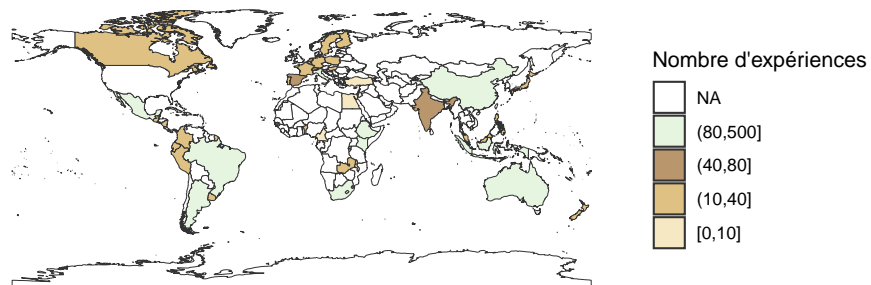 Nombre d'expériences
NA
(80,500]
(40,80]
(10,40]
[0,10]